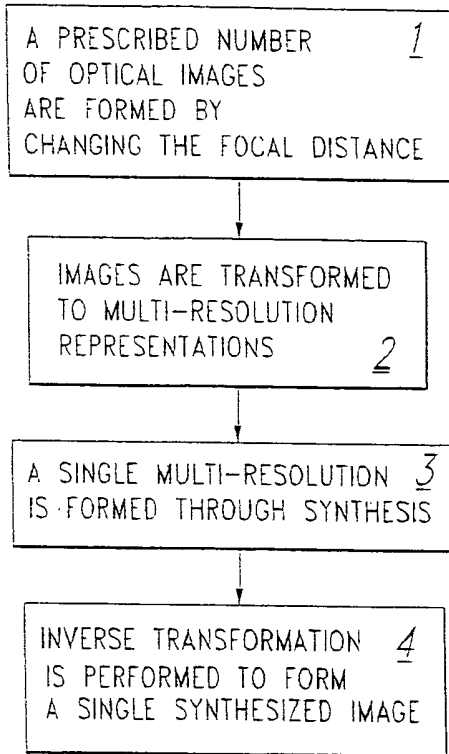 A PRESCRIBED NUMBER 1
OF OPTICAL IMAGES
ARE FORMED BY
CHANGING THE FOCAL DISTANCE
IMAGES ARE TRANSFORMED
TO MULTI-RESOLUTION
REPRESENTATIONS 2
A SINGLE MULTI-RESOLUTION 3
IS FORMED THROUGH SYNTHESIS
INVERSE TRANSFORMATION 4
IS PERFORMED TO FORM
A SINGLE SYNTHESIZED IMAGE